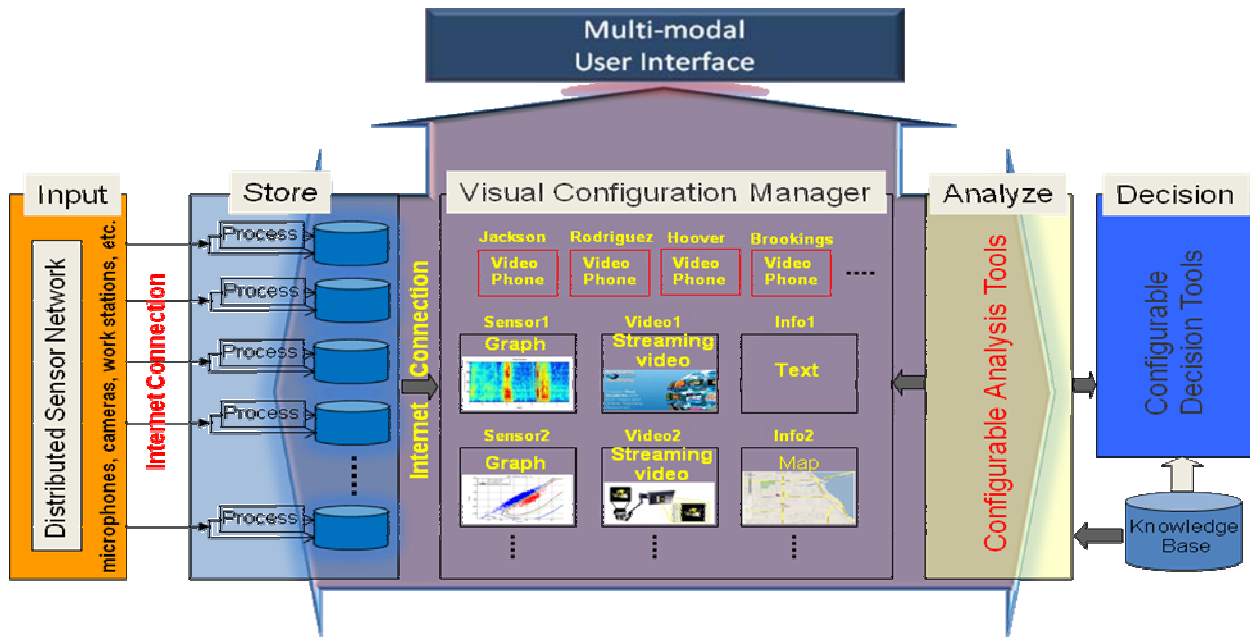 Multi-modal
User Interface
Input
Distributed Sensor Network
microphones, cameras, work stations, etc.
Internet Connection
Store
Process
Process
Process
Process
Process
Internet Connection
Visual Configuration Manager
Jackson
Rodriguez
Hoover
Brookings
Video
Phone
Video
Phone
Video
Phone
Video
Phone
Sensor1
Graph
Video1
Streaming
video
Info1
Text
Sensor2
Graph
Video2
Streaming
video
Info2
Map
Analyze
Configurable Analysis Tools
Decision
Configurable
Decision Tools
Knowledge
Base